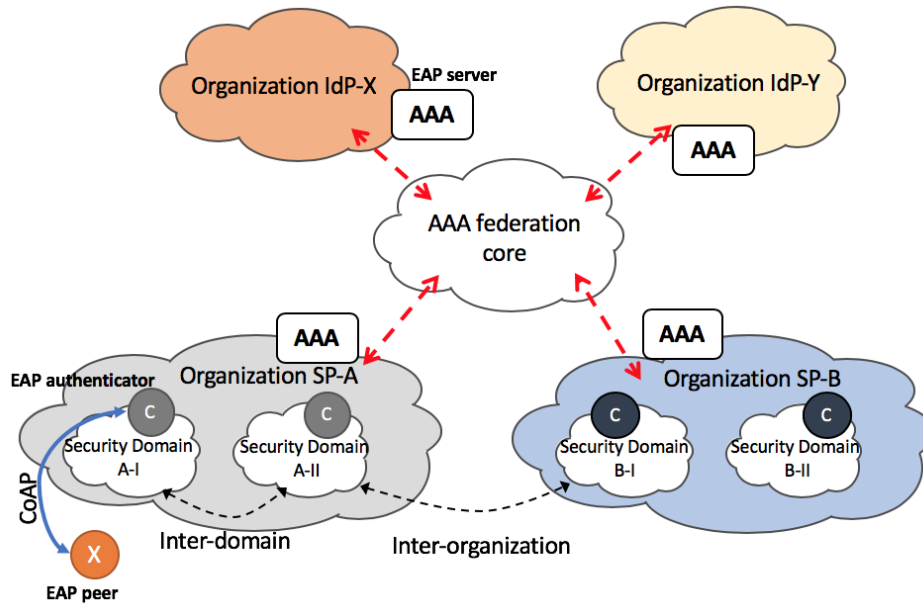 Organization IdP-X
EAP server
AAA
Organization IdP-Y
AAA
AAA federation
core
AAA
AAA
EAP authenticator
Organization SP-A
Organization SP-B
C
C
C
C
Security Domain
A-I
Security Domain
A-II
Security Domain
B-I
Security Domain
B-II
CoAP
X
EAP peer
Inter-domain
Inter-organization